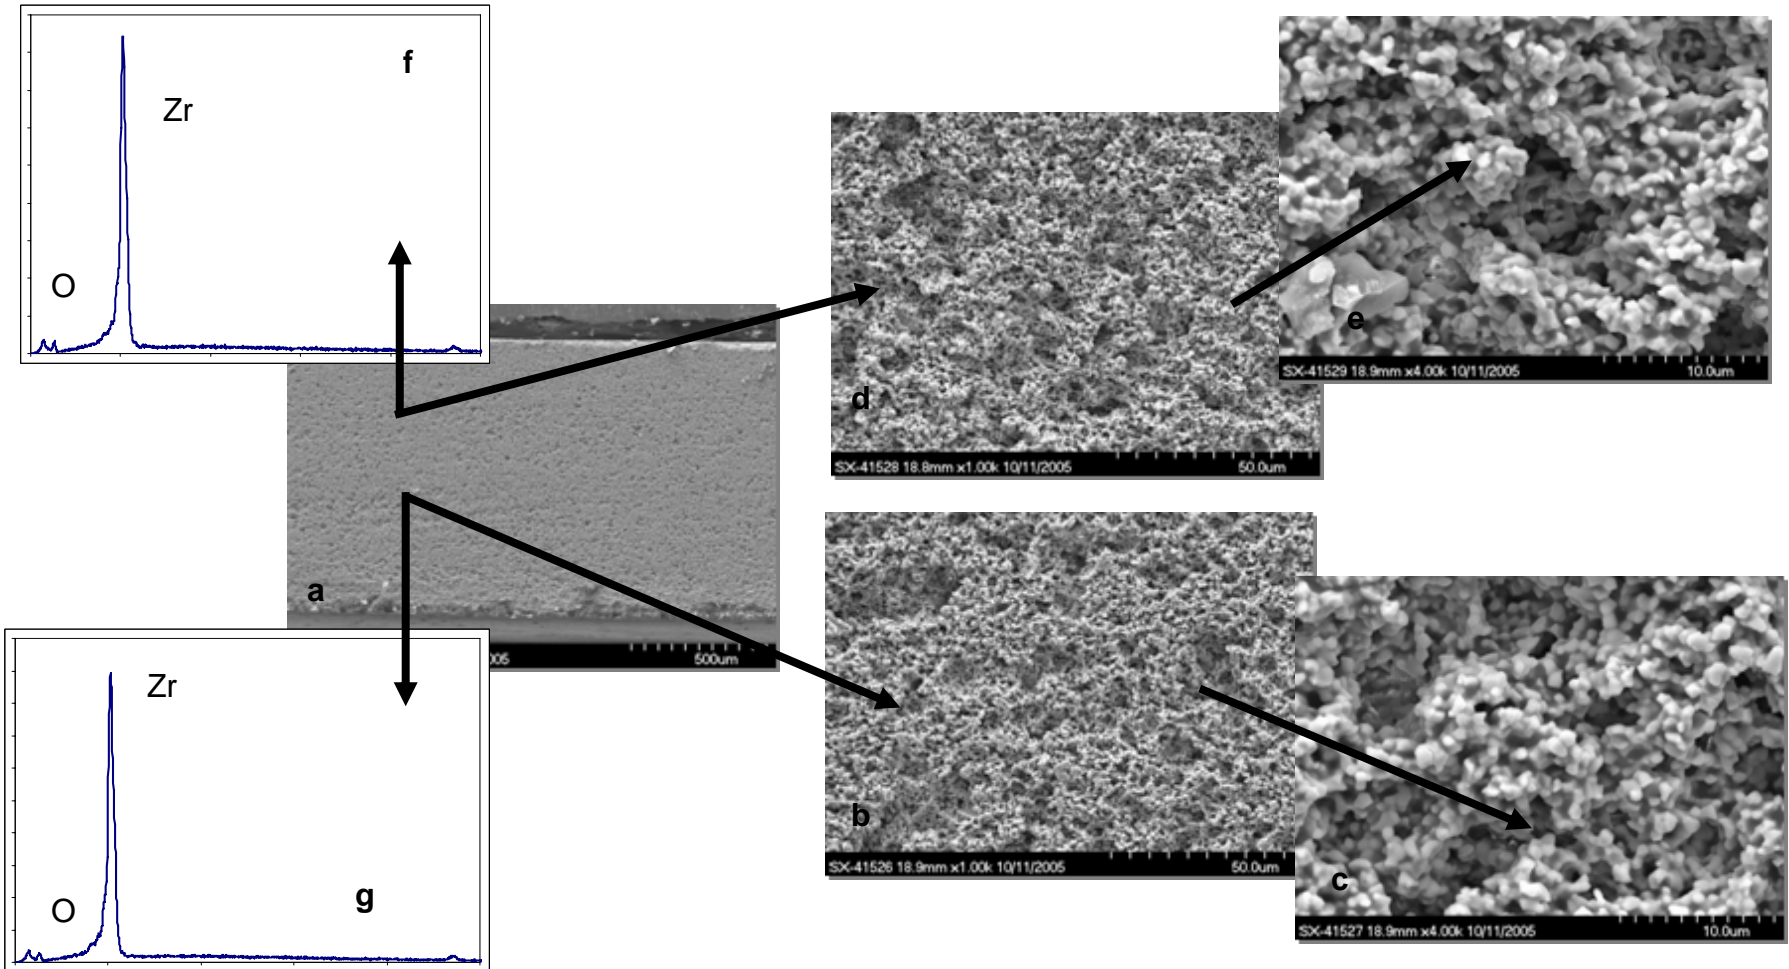 f
Zr
O
a
005 500um
Zr
O
g
d
SX-41528 18.8mm x1.00k 10/11/2005 50.0um
e
SX-41529 18.9mm x4.00k 10/11/2005 10.0um
b
SX-41526 18.9mm x1.00k 10/11/2005 50.0um
c
SX-41527 18.9mm x4.00k 10/11/2005 10.0um